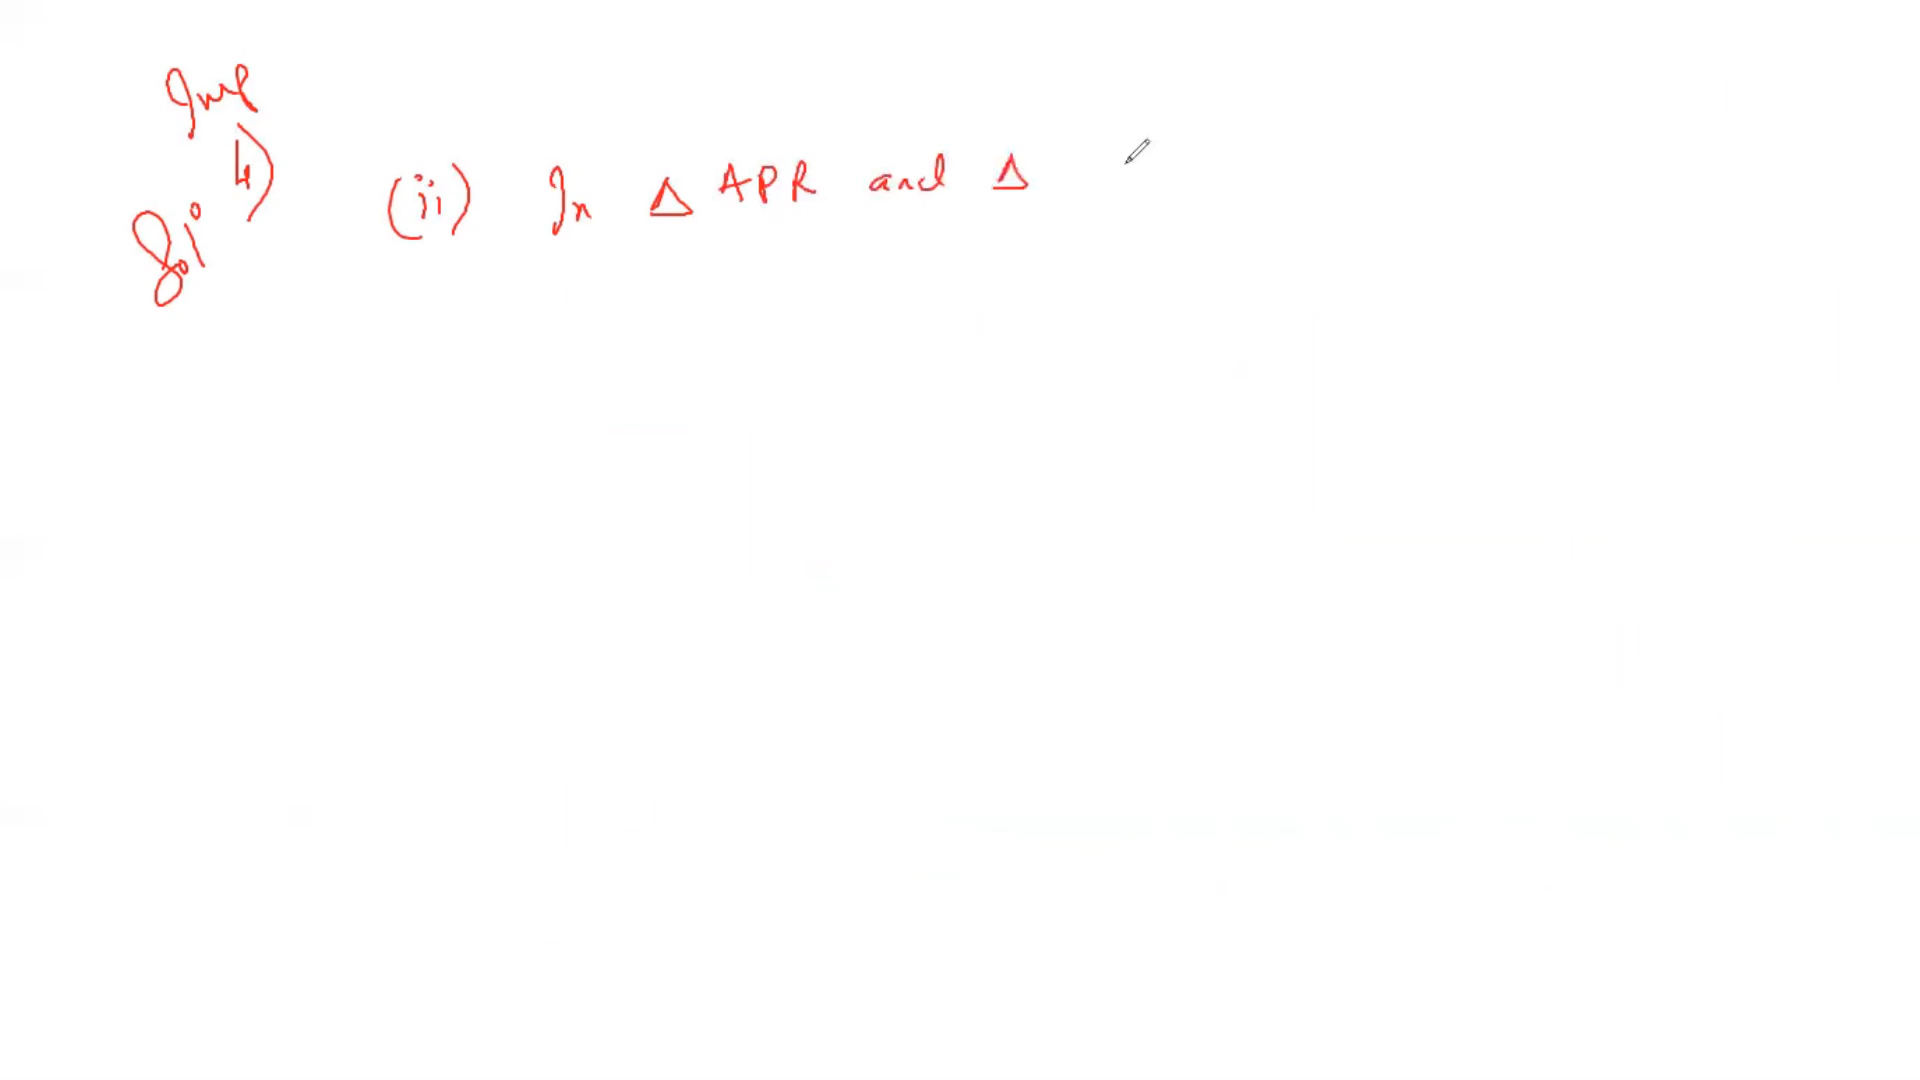 Imp
4)
Sol°
(ii) In Δ APR and Δ